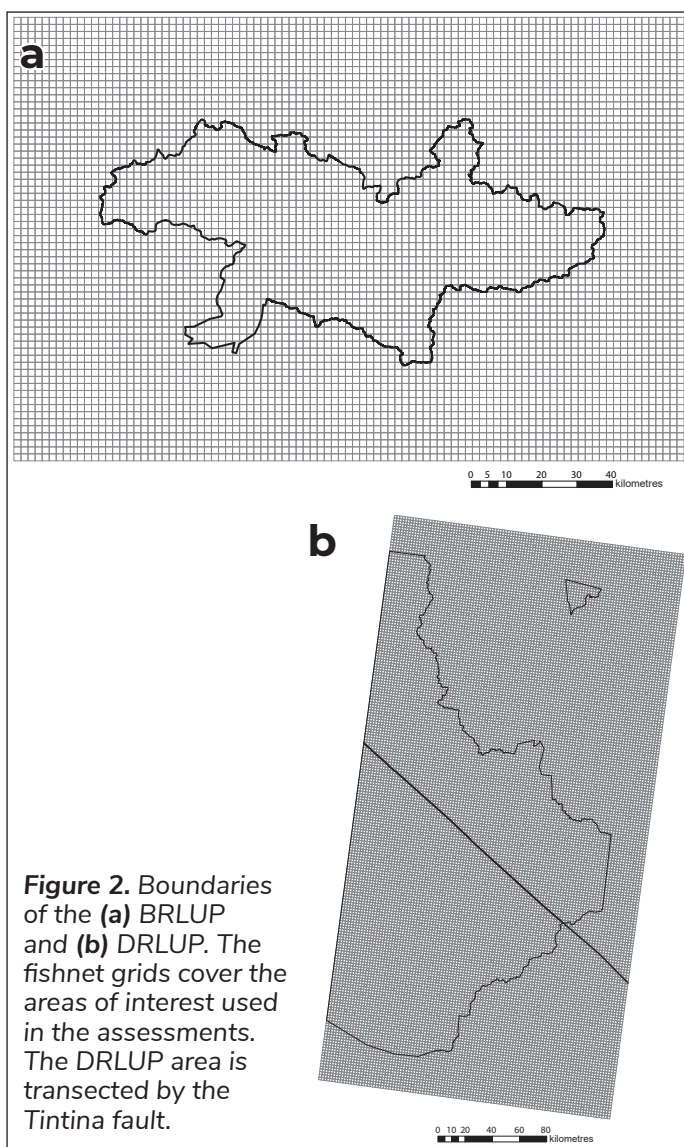 a
0 5 10 20 30 40
kilometres
b
Figure 2. Boundaries
of the (a) BRLUP
and (b) DRLUP. The
fishnet grids cover the
areas of interest used
in the assessments.
The DRLUP area is
transected by the
Tintina fault.
0 10 20 40 60 80
kilometres